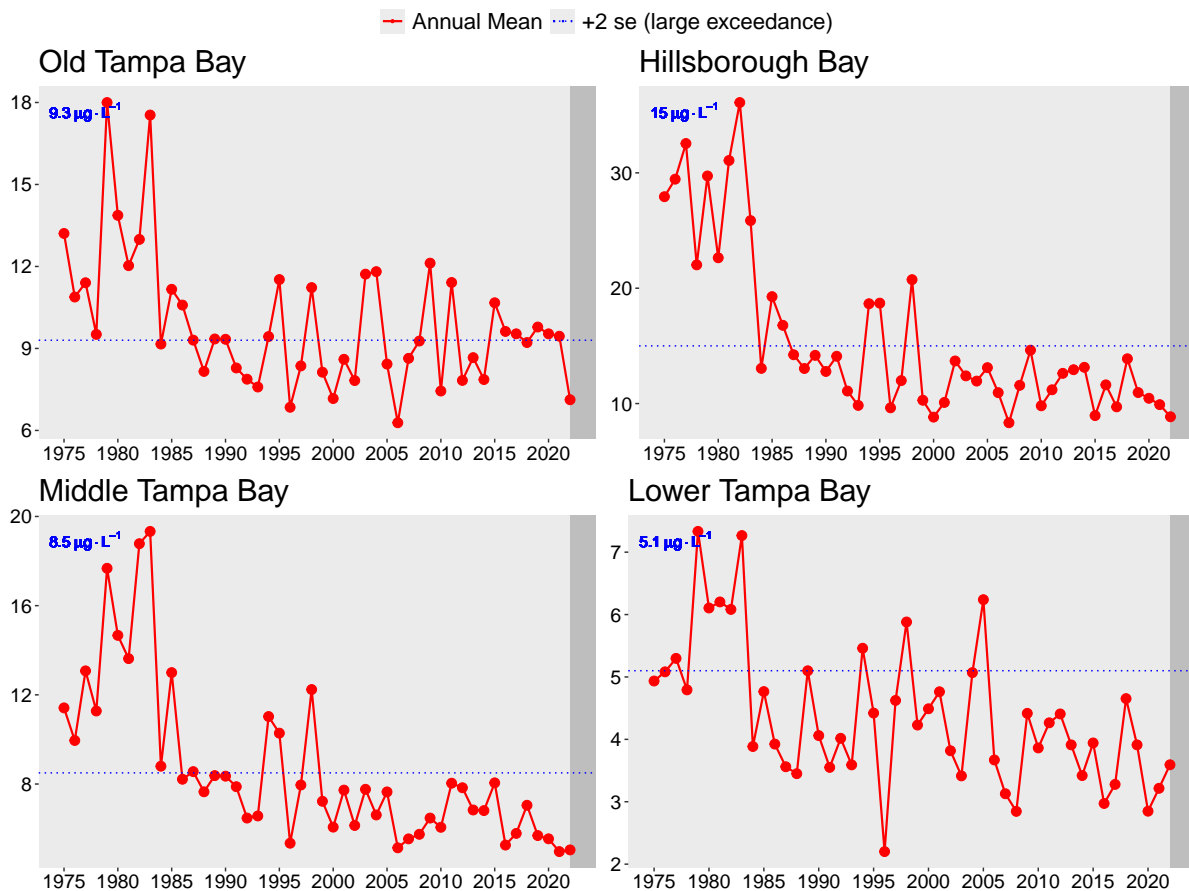 Annual Mean +2 se (large exceedance)
Old Tampa Bay
9.3 µg · L⁻¹
18
15
12
9
6
1975 1980 1985 1990 1995 2000 2005 2010 2015 2020
Hillsborough Bay
15 µg · L⁻¹
30
20
10
1975 1980 1985 1990 1995 2000 2005 2010 2015 2020
Middle Tampa Bay
20
8.5 µg · L⁻¹
16
12
8
1975 1980 1985 1990 1995 2000 2005 2010 2015 2020
Lower Tampa Bay
5.1 µg · L⁻¹
7
6
5
4
3
2
1975 1980 1985 1990 1995 2000 2005 2010 2015 2020